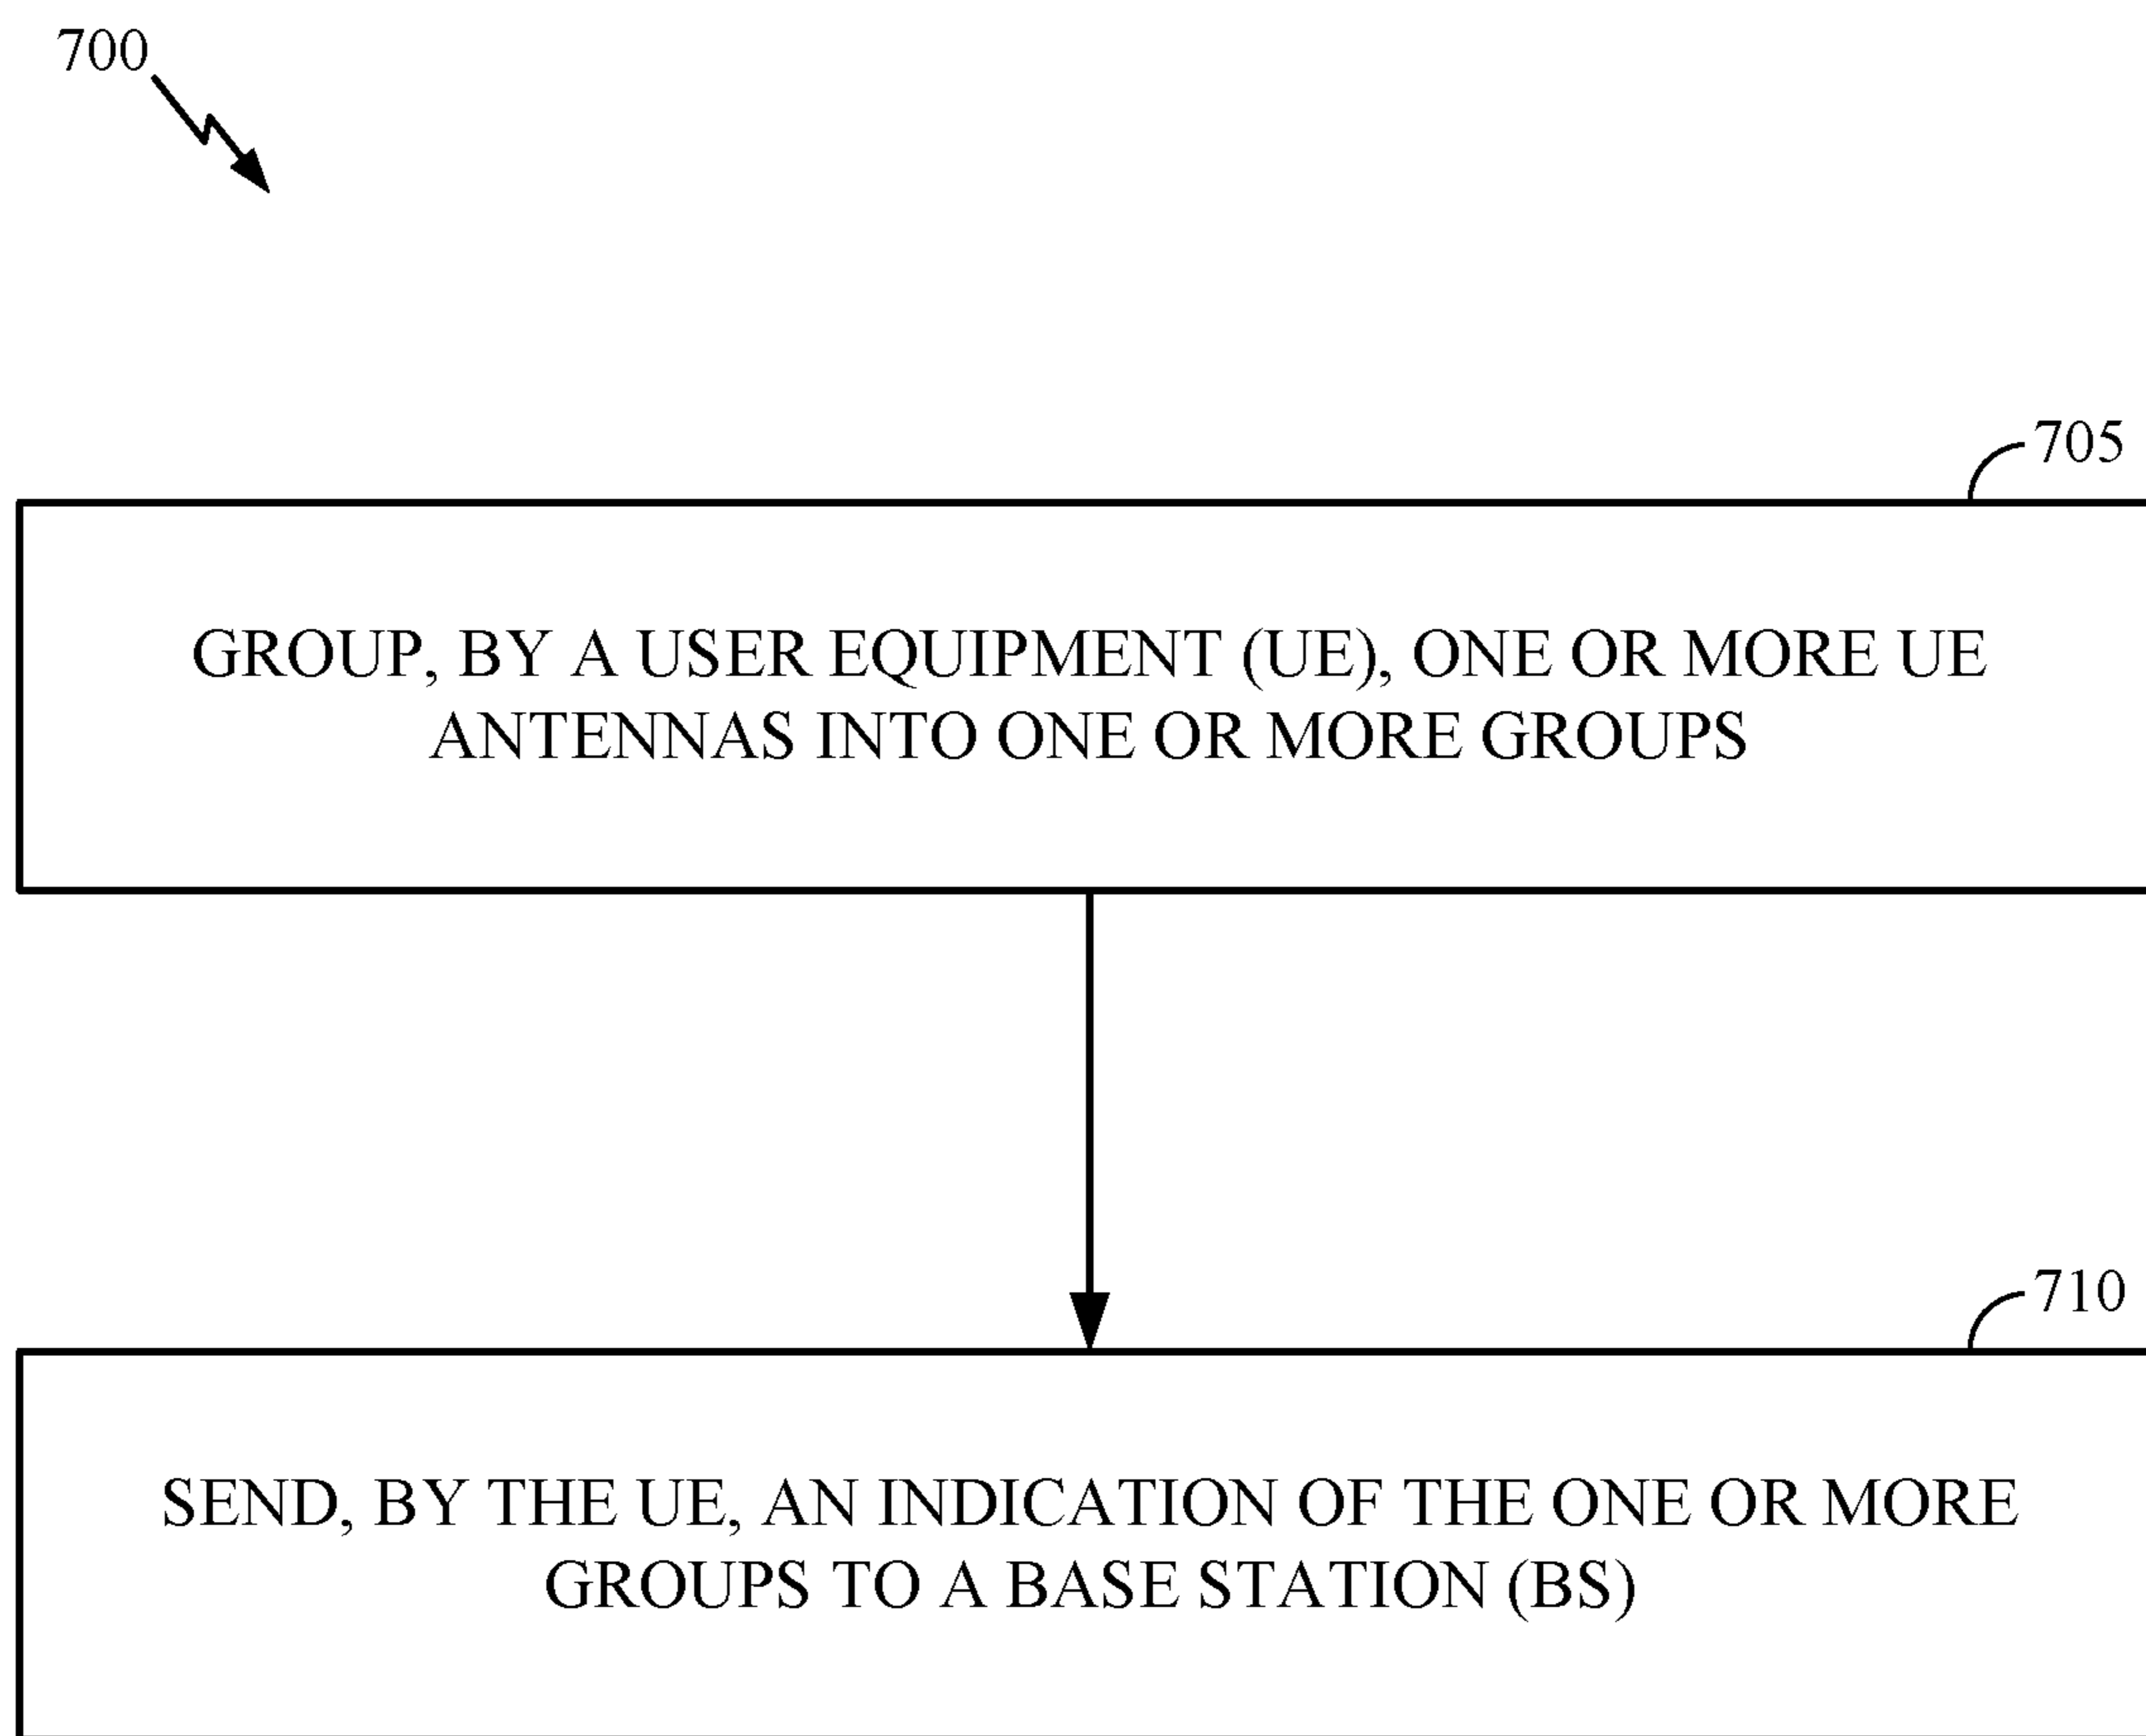 700
705
GROUP, BY A USER EQUIPMENT (UE), ONE OR MORE UE
ANTENNAS INTO ONE OR MORE GROUPS
710
SEND, BY THE UE, AN INDICATION OF THE ONE OR MORE
GROUPS TO A BASE STATION (BS)